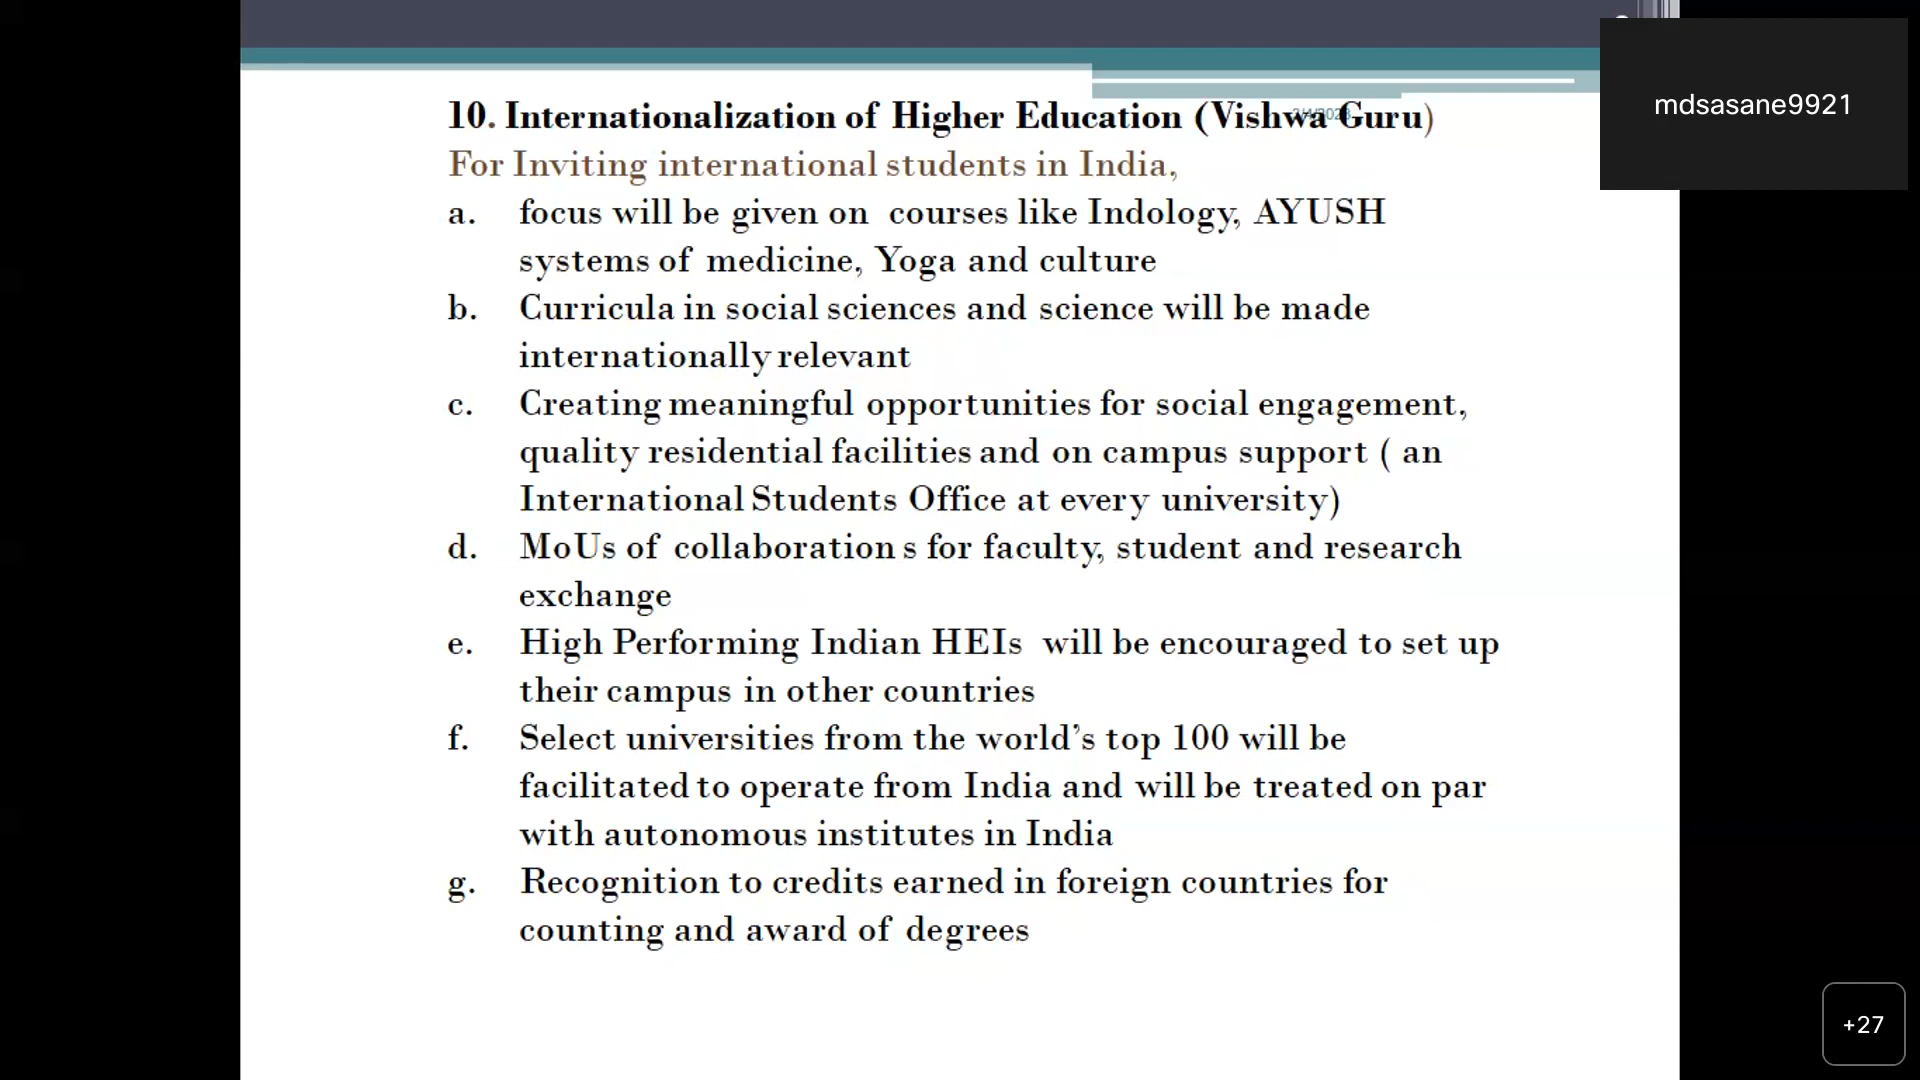 mdsasane9921
10. Internationalization of Higher Education (Vishwa Guru)
For Inviting international students in India,
a. focus will be given on courses like Indology, AYUSH
systems of medicine, Yoga and culture
b. Curricula in social sciences and science will be made
internationally relevant
c. Creating meaningful opportunities for social engagement,
quality residential facilities and on campus support ( an
International Students Office at every university)
d. MoUs of collaboration s for faculty, student and research
exchange
e. High Performing Indian HEIs will be encouraged to set up
their campus in other countries
f. Select universities from the world's top 100 will be
facilitated to operate from India and will be treated on par
with autonomous institutes in India
g. Recognition to credits earned in foreign countries for
counting and award of degrees
+27